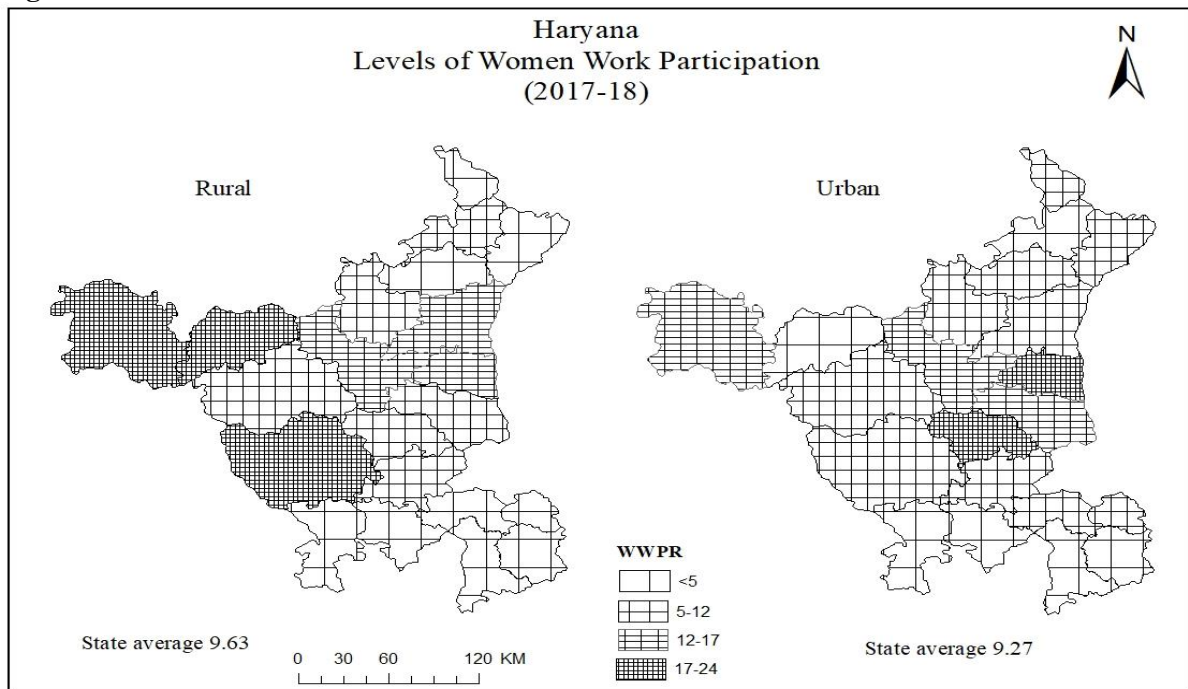 Haryana
Levels of Women Work Participation
(2017-18)
N
Rural
Urban
WWPR
<5
5-12
12-17
17-24
State average 9.63
0 30 60 120 KM
State average 9.27